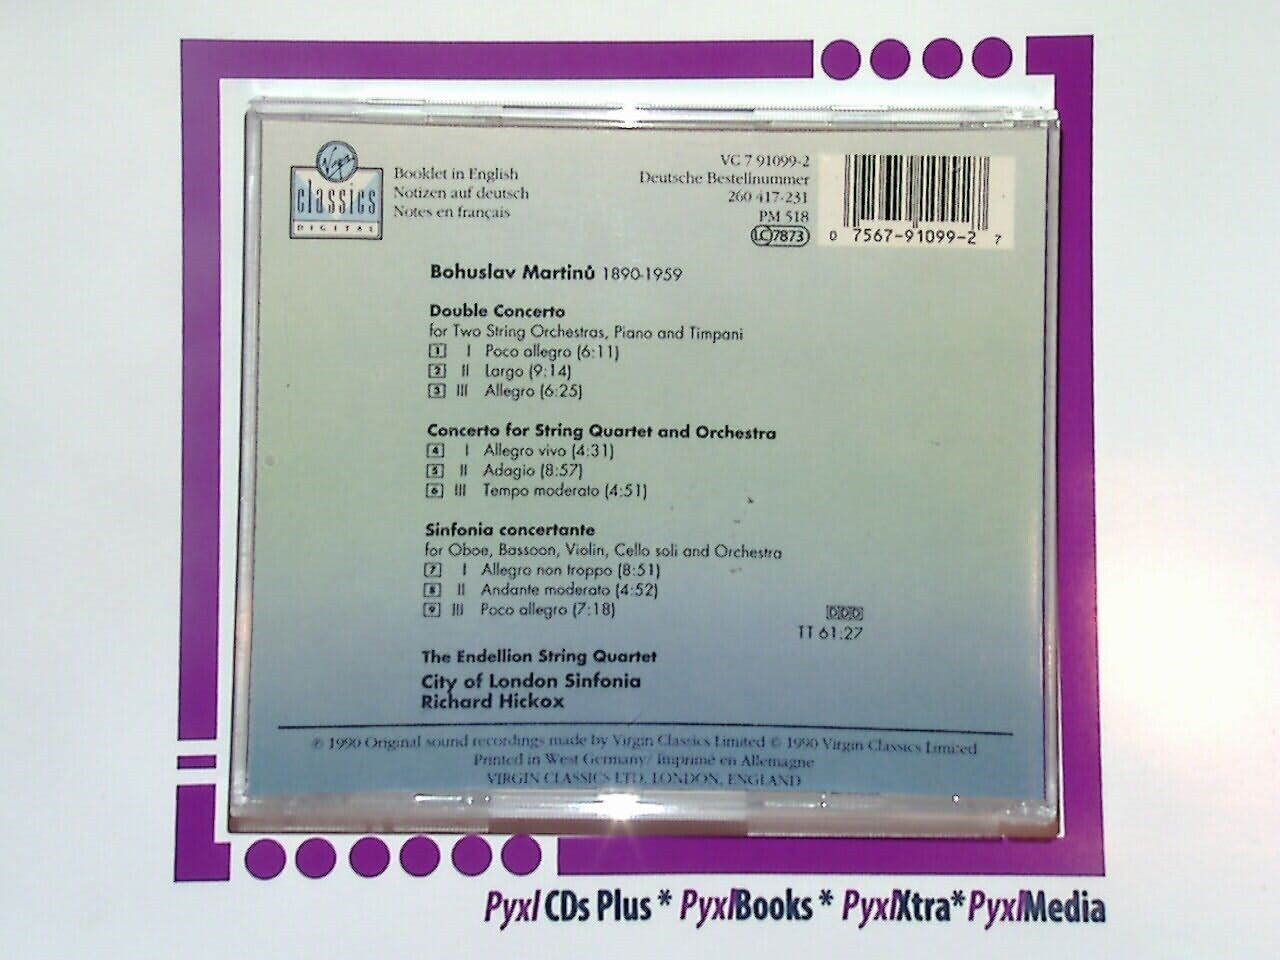 Virgin
classics
DIGITAL
Booklet in English
Notizen auf deutsch
Notes en français
VC 7 91099-2
Deutsche Bestellnummer
260 417-231
PM 518
LC 7873
0 7567-91099-2 7
Bohuslav Martinů 1890-1959
Double Concerto
for Two String Orchestras, Piano and Timpani
1 I Poco allegro (6:11)
2 II Largo (9:14)
3 III Allegro (6:25)
Concerto for String Quartet and Orchestra
4 I Allegro vivo (4:31)
5 II Adagio (8:57)
6 III Tempo moderato (4:51)
Sinfonia concertante
for Oboe, Bassoon, Violin, Cello soli and Orchestra
7 I Allegro non troppo (8:51)
8 II Andante moderato (4:52)
9 III Poco allegro (7:18)
DDD
TT 61:27
The Endellion String Quartet
City of London Sinfonia
Richard Hickox
℗ 1990 Original sound recordings made by Virgin Classics Limited © 1990 Virgin Classics Limited
Printed in West Germany/ Imprimé en Allemagne
VIRGIN CLASSICS LTD, LONDON, ENGLAND
Pyxl CDs Plus * Pyxl Books * Pyxl Xtra* Pyxl Media